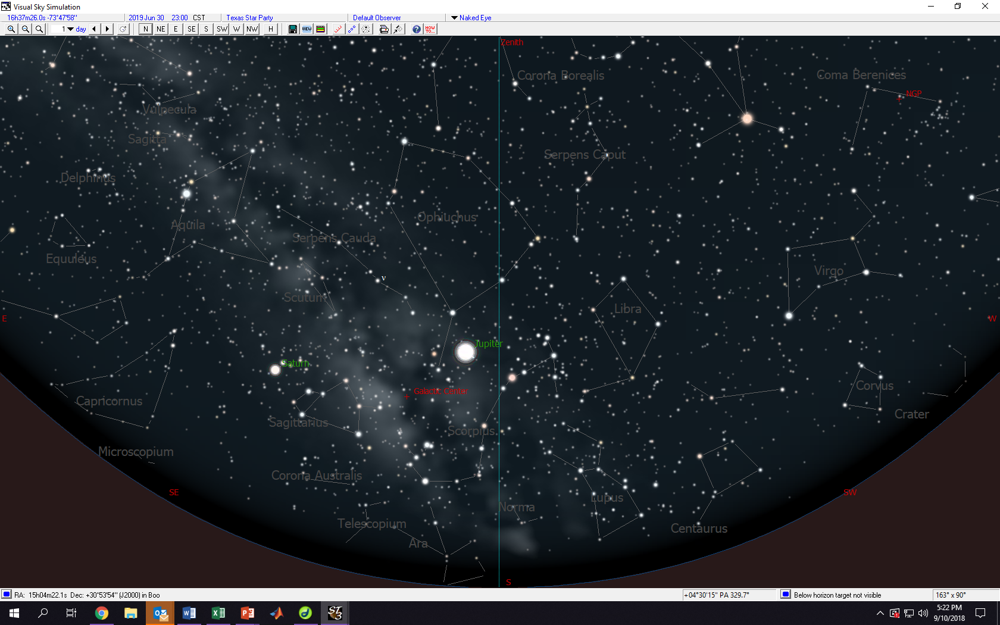 Visual Sky Simulation
16h37m26.0s -73°47'58"
2019 Jun 30 23:00 CST
Texas Star Party
Default Observer
Naked Eye
1 day
N NE E SE S SW W NW H
VIEW
HOW TO...
Zenith
Corona Borealis
Coma Berenices
NGP
Vulpecula
Sagitta
Serpens Caput
Delphinus
Ophiuchus
Aquila
Serpens Cauda
Equuleus
Virgo
ν
Scutum
Libra
E
W
Jupiter
Saturn
Galactic Center
Corvus
Capricornus
Crater
Sagittarius
Scorpius
Microscopium
Corona Australis
SE
SW
Lupus
Norma
Telescopium
Centaurus
Ara
S
RA: 15h04m22.1s Dec: +30°53'54" (J2000) in Boo
+04°30'15" PA 329.7°
Below horizon target not visible
163° x 90°
ST3
5:22 PM
9/10/2018